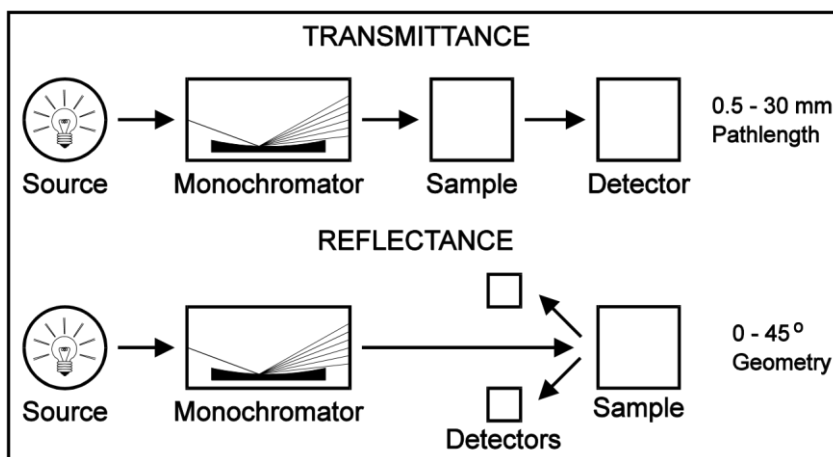 TRANSMITTANCE
Source
Monochromator
Sample
Detector
0.5 - 30 mm
Pathlength
REFLECTANCE
Source
Monochromator
Detectors
Sample
0 - 45°
Geometry